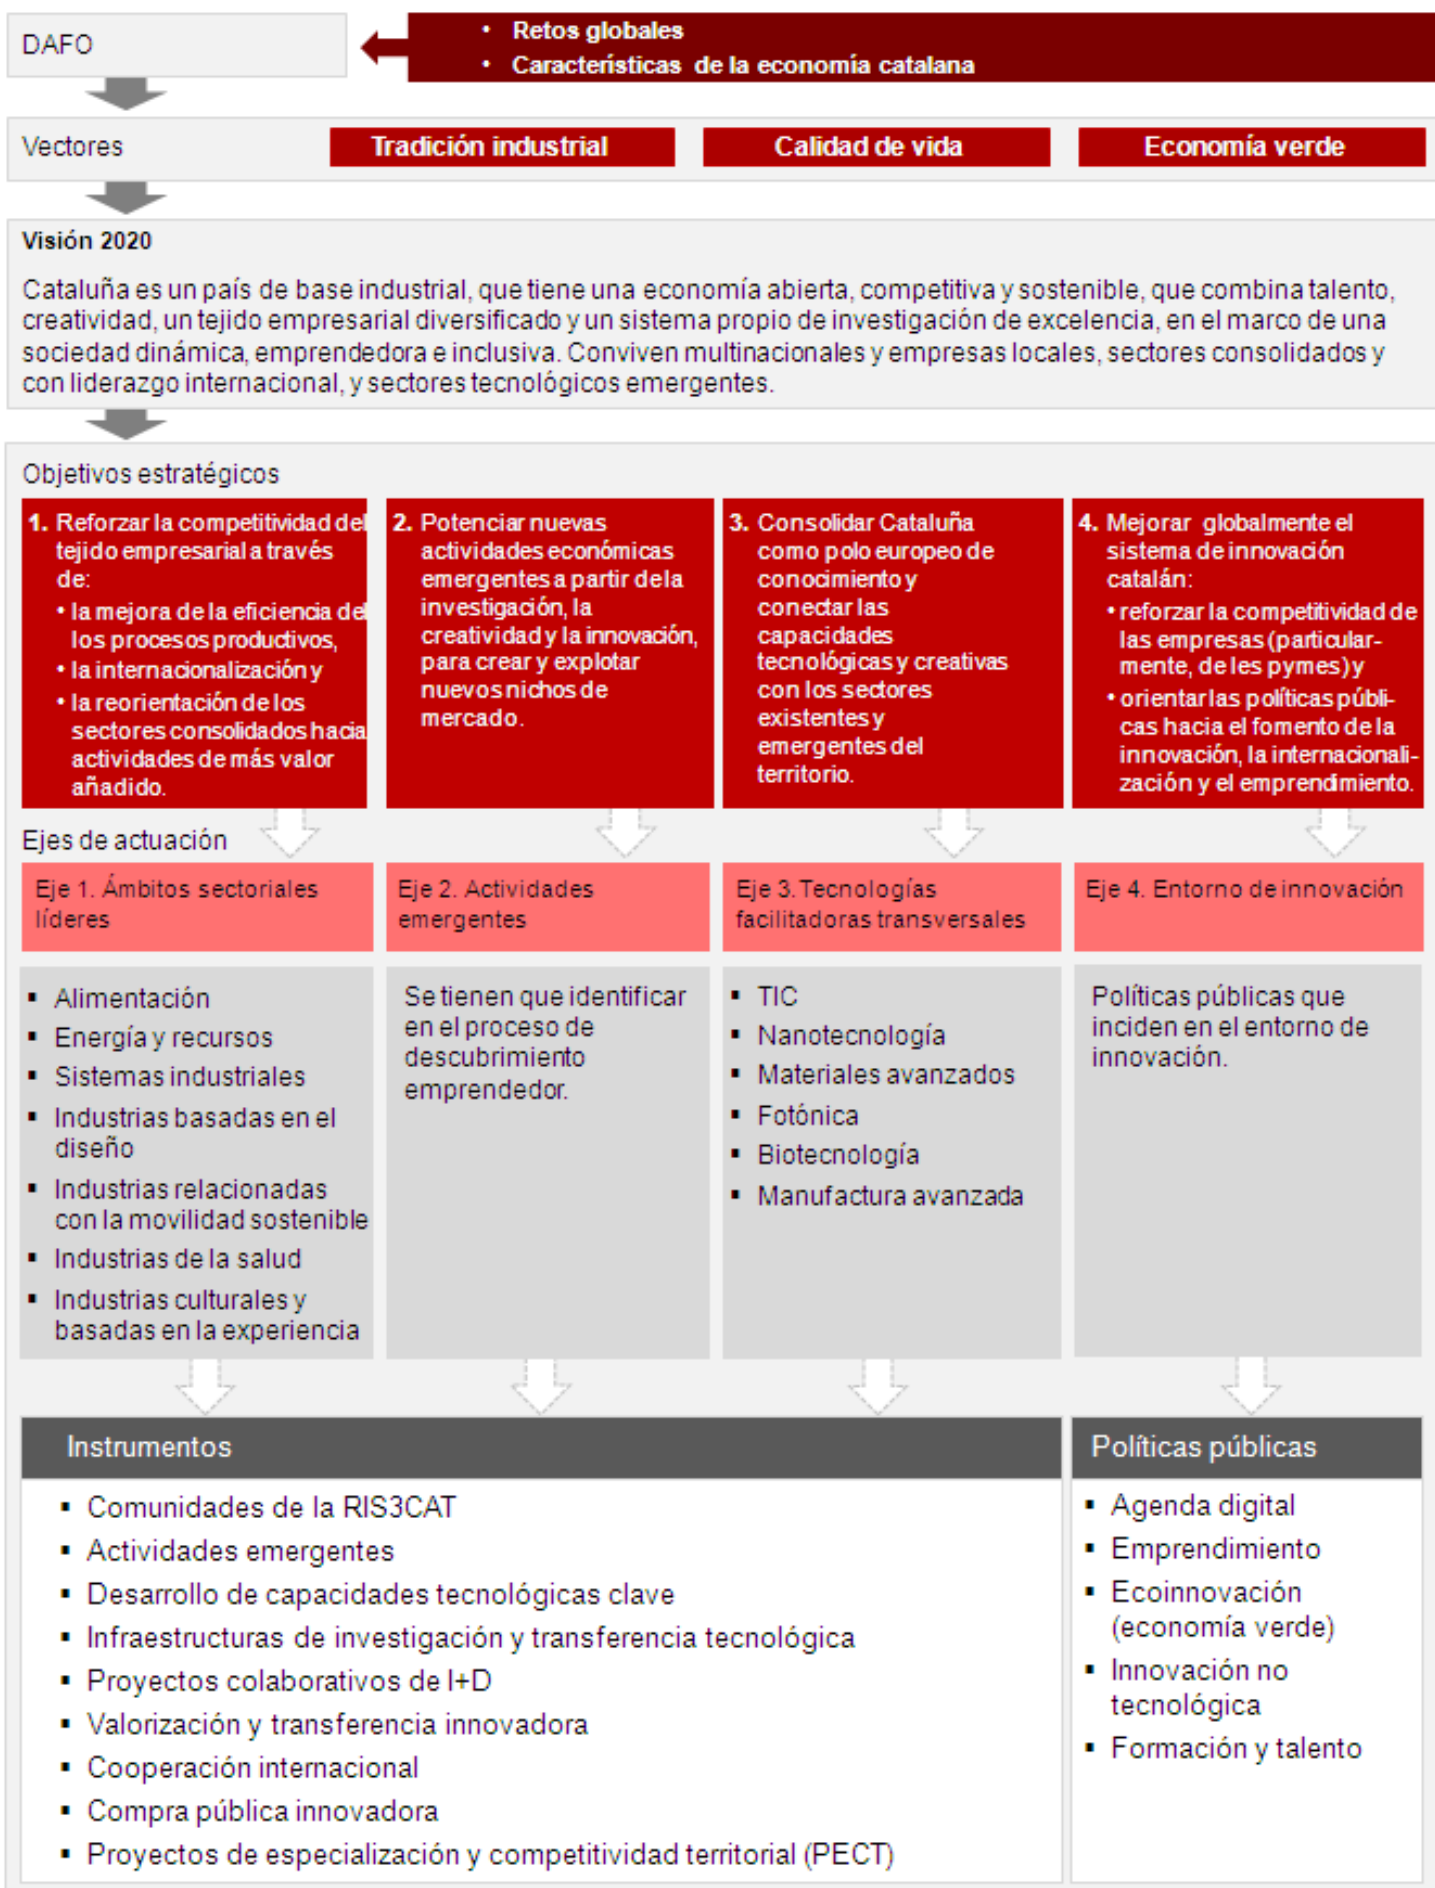 DAFO
• Retos globales
• Características de la economía catalana
Vectores
Tradición industrial
Calidad de vida
Economía verde
Visión 2020
Cataluña es un país de base industrial, que tiene una economía abierta, competitiva y sostenible, que combina talento,
creatividad, un tejido empresarial diversificado y un sistema propio de investigación de excelencia, en el marco de una
sociedad dinámica, emprendedora e inclusiva. Conviven multinacionales y empresas locales, sectores consolidados y
con liderazgo internacional, y sectores tecnológicos emergentes.
Objetivos estratégicos
1. Reforzar la competitividad del
tejido empresarial a través
de:
• la mejora de la eficiencia de
los procesos productivos,
• la internacionalización y
• la reorientación de los
sectores consolidados hacia
actividades de más valor
añadido.
2. Potenciar nuevas
actividades económicas
emergentes a partir de la
investigación, la
creatividad y la innovación,
para crear y explotar
nuevos nichos de
mercado.
3. Consolidar Cataluña
como polo europeo de
conocimiento y
conectar las
capacidades
tecnológicas y creativas
con los sectores
existentes y
emergentes del
territorio.
4. Mejorar globalmente el
sistema de innovación
catalán:
• reforzar la competitividad de
las empresas (particular-
mente, de les pymes) y
• orientar las políticas públi-
cas hacia el fomento de la
innovación, la internacionali-
zación y el emprendimiento.
Ejes de actuación
Eje 1. Ámbitos sectoriales
líderes
Eje 2. Actividades
emergentes
Eje 3. Tecnologías
facilitadoras transversales
Eje 4. Entorno de innovación
▪ Alimentación
▪ Energía y recursos
▪ Sistemas industriales
▪ Industrias basadas en el
diseño
▪ Industrias relacionadas
con la movilidad sostenible
▪ Industrias de la salud
▪ Industrias culturales y
basadas en la experiencia
Se tienen que identificar
en el proceso de
descubrimiento
emprendedor.
▪ TIC
▪ Nanotecnología
▪ Materiales avanzados
▪ Fotónica
▪ Biotecnología
▪ Manufactura avanzada
Políticas públicas que
inciden en el entorno de
innovación.
Instrumentos
▪ Comunidades de la RIS3CAT
▪ Actividades emergentes
▪ Desarrollo de capacidades tecnológicas clave
▪ Infraestructuras de investigación y transferencia tecnológica
▪ Proyectos colaborativos de I+D
▪ Valorización y transferencia innovadora
▪ Cooperación internacional
▪ Compra pública innovadora
▪ Proyectos de especialización y competitividad territorial (PECT)
Políticas públicas
▪ Agenda digital
▪ Emprendimiento
▪ Ecoinnovación
(economía verde)
▪ Innovación no
tecnológica
▪ Formación y talento